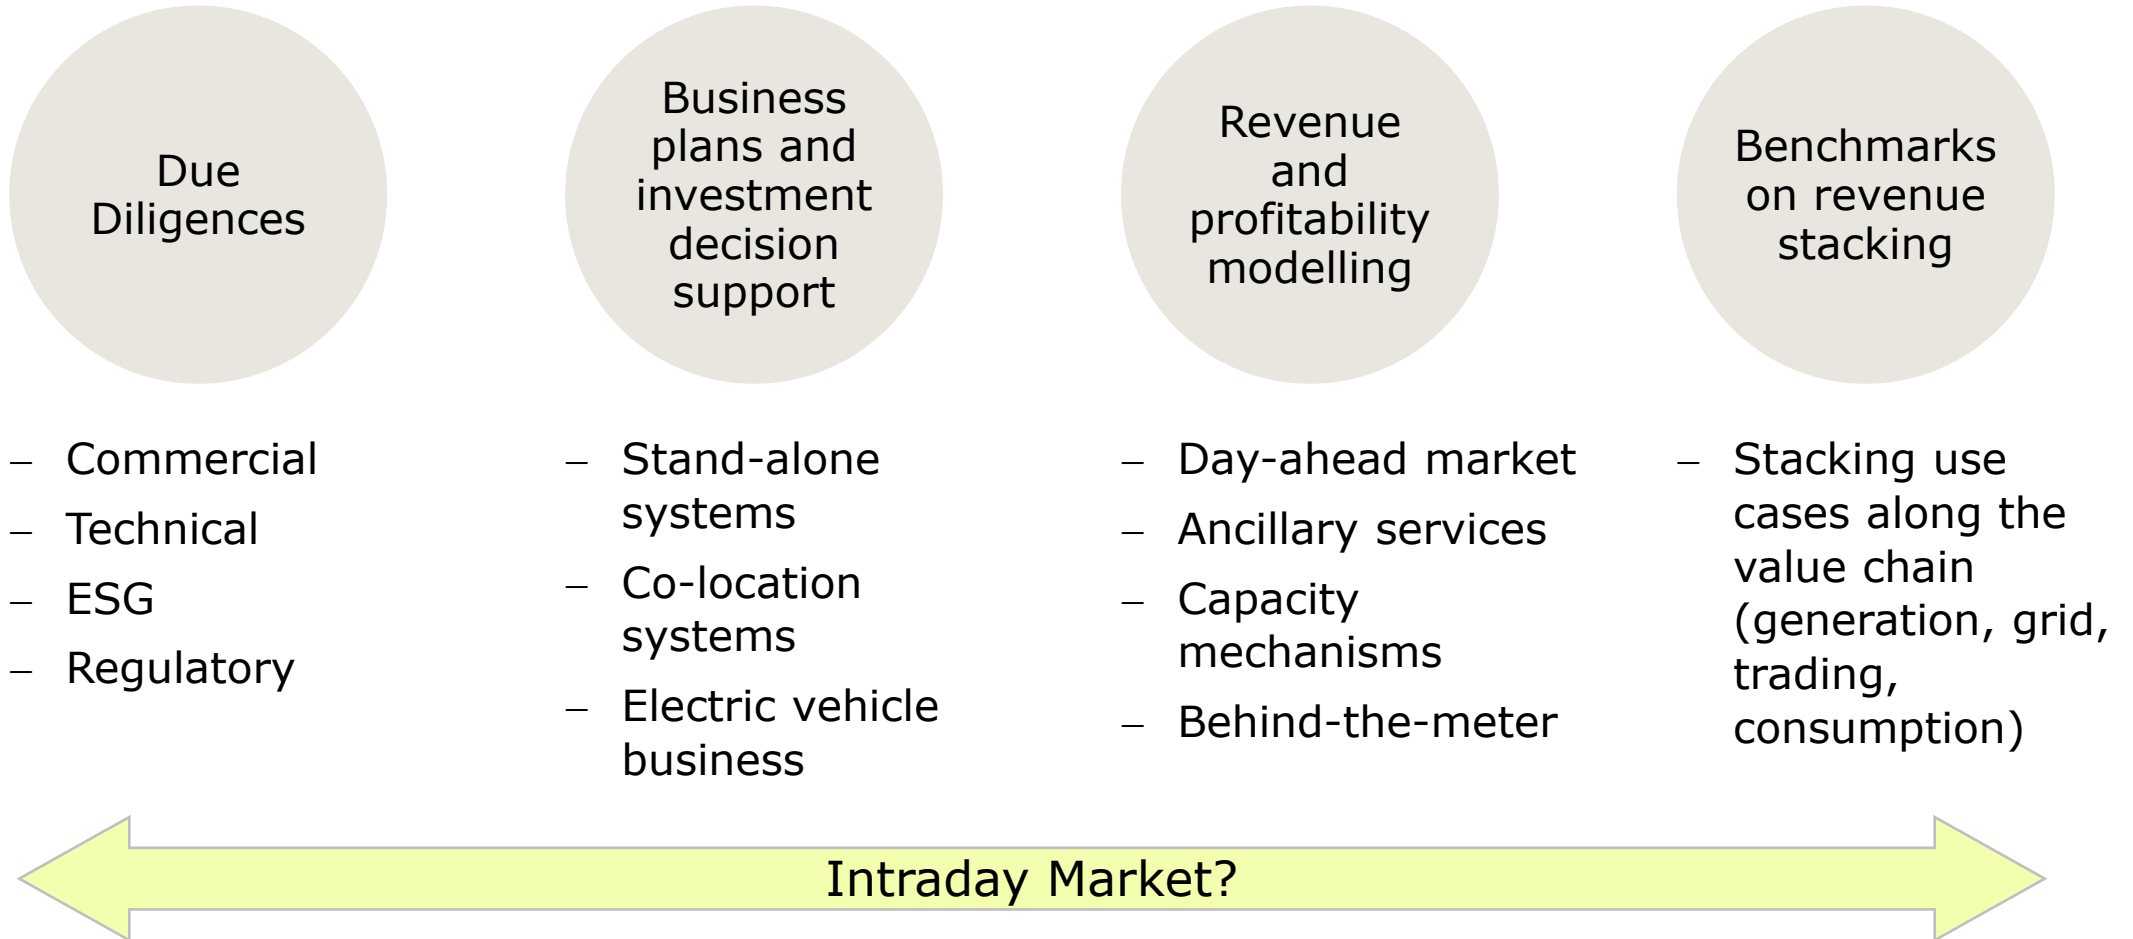 Due
Diligences
Business
plans and
investment
decision
support
Revenue
and
profitability
modelling
Benchmarks
on revenue
stacking
– Commercial
– Technical
– ESG
– Regulatory
– Stand-alone
systems
– Co-location
systems
– Electric vehicle
business
– Day-ahead market
– Ancillary services
– Capacity
mechanisms
– Behind-the-meter
– Stacking use
cases along the
value chain
(generation, grid,
trading,
consumption)
Intraday Market?